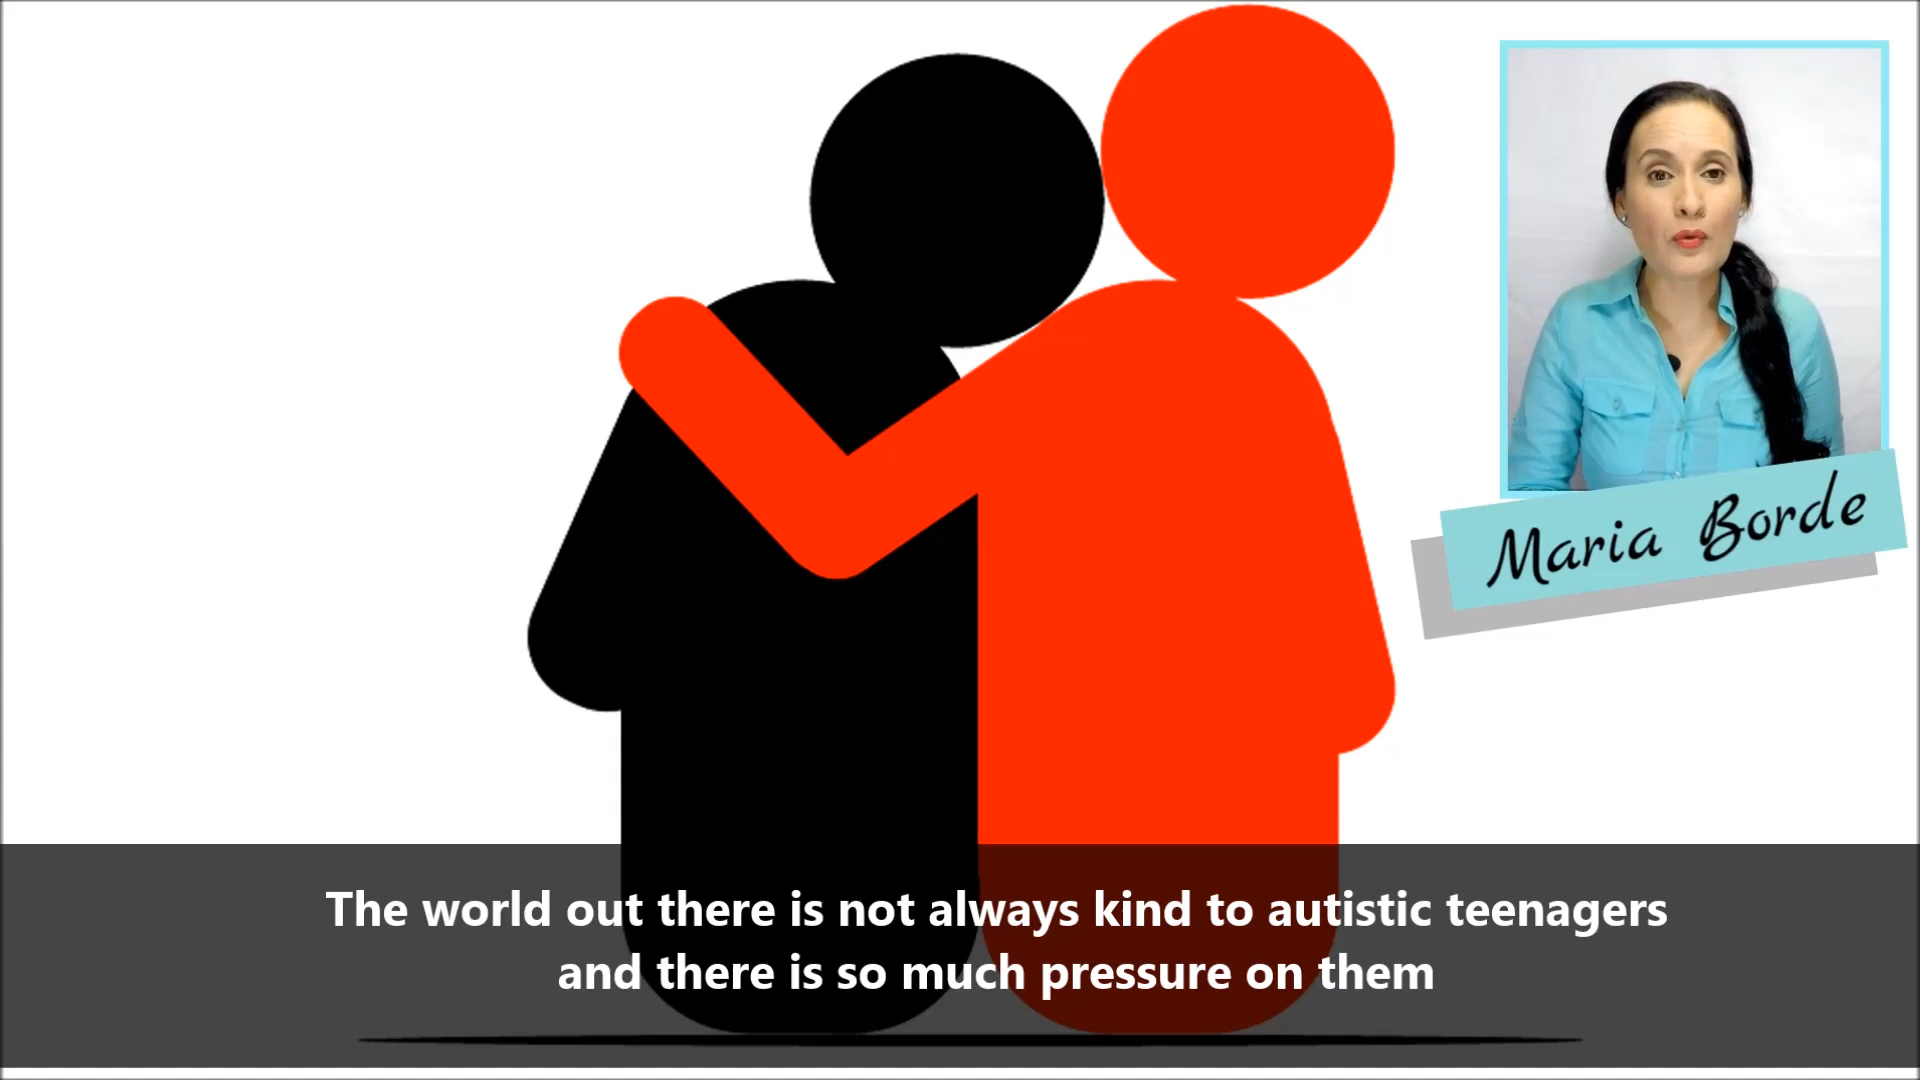 Maria Borde
The world out there is not always kind to autistic teenagers
and there is so much pressure on them